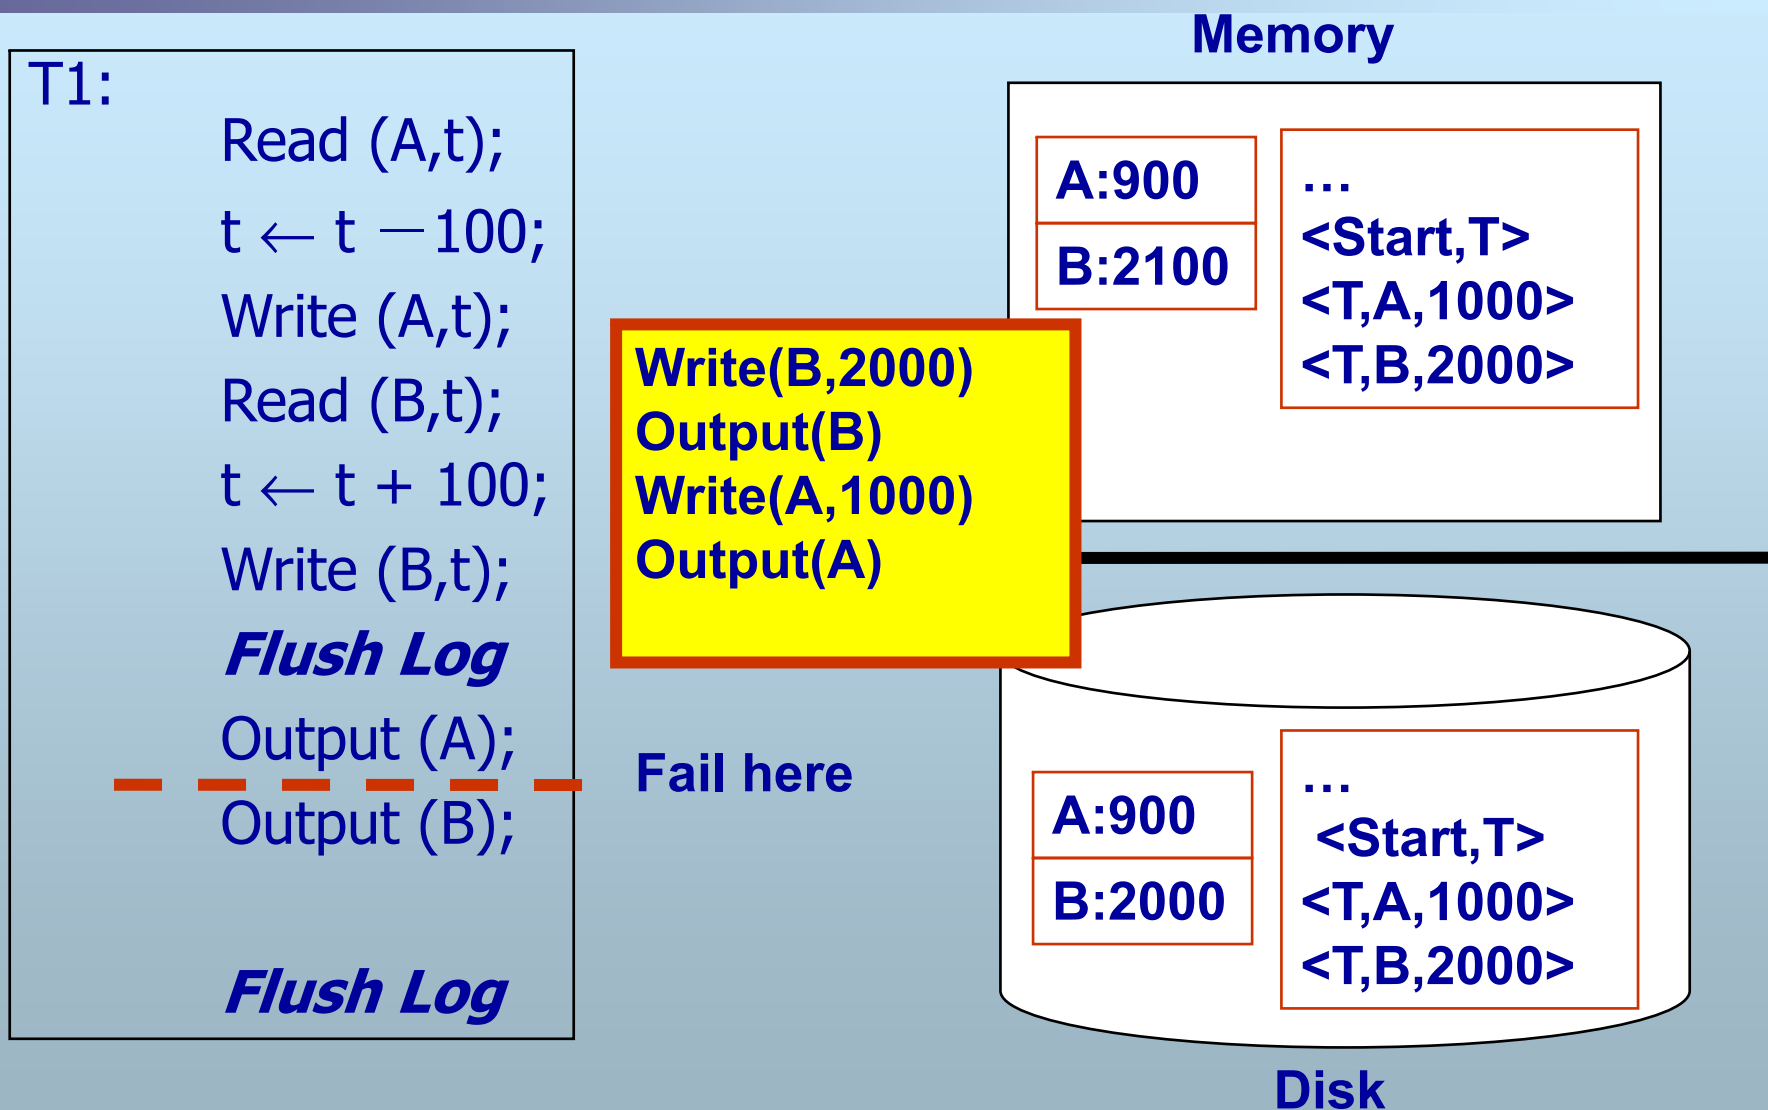 T1:
Read (A,t);
t ← t －100;
Write (A,t);
Read (B,t);
t ← t + 100;
Write (B,t);
Flush Log
Output (A);
Output (B);
Flush Log
Write(B,2000)
Output(B)
Write(A,1000)
Output(A)
Fail here
Memory
A:900
B:2100
…
<Start,T>
<T,A,1000>
<T,B,2000>
A:900
B:2000
…
<Start,T>
<T,A,1000>
<T,B,2000>
Disk